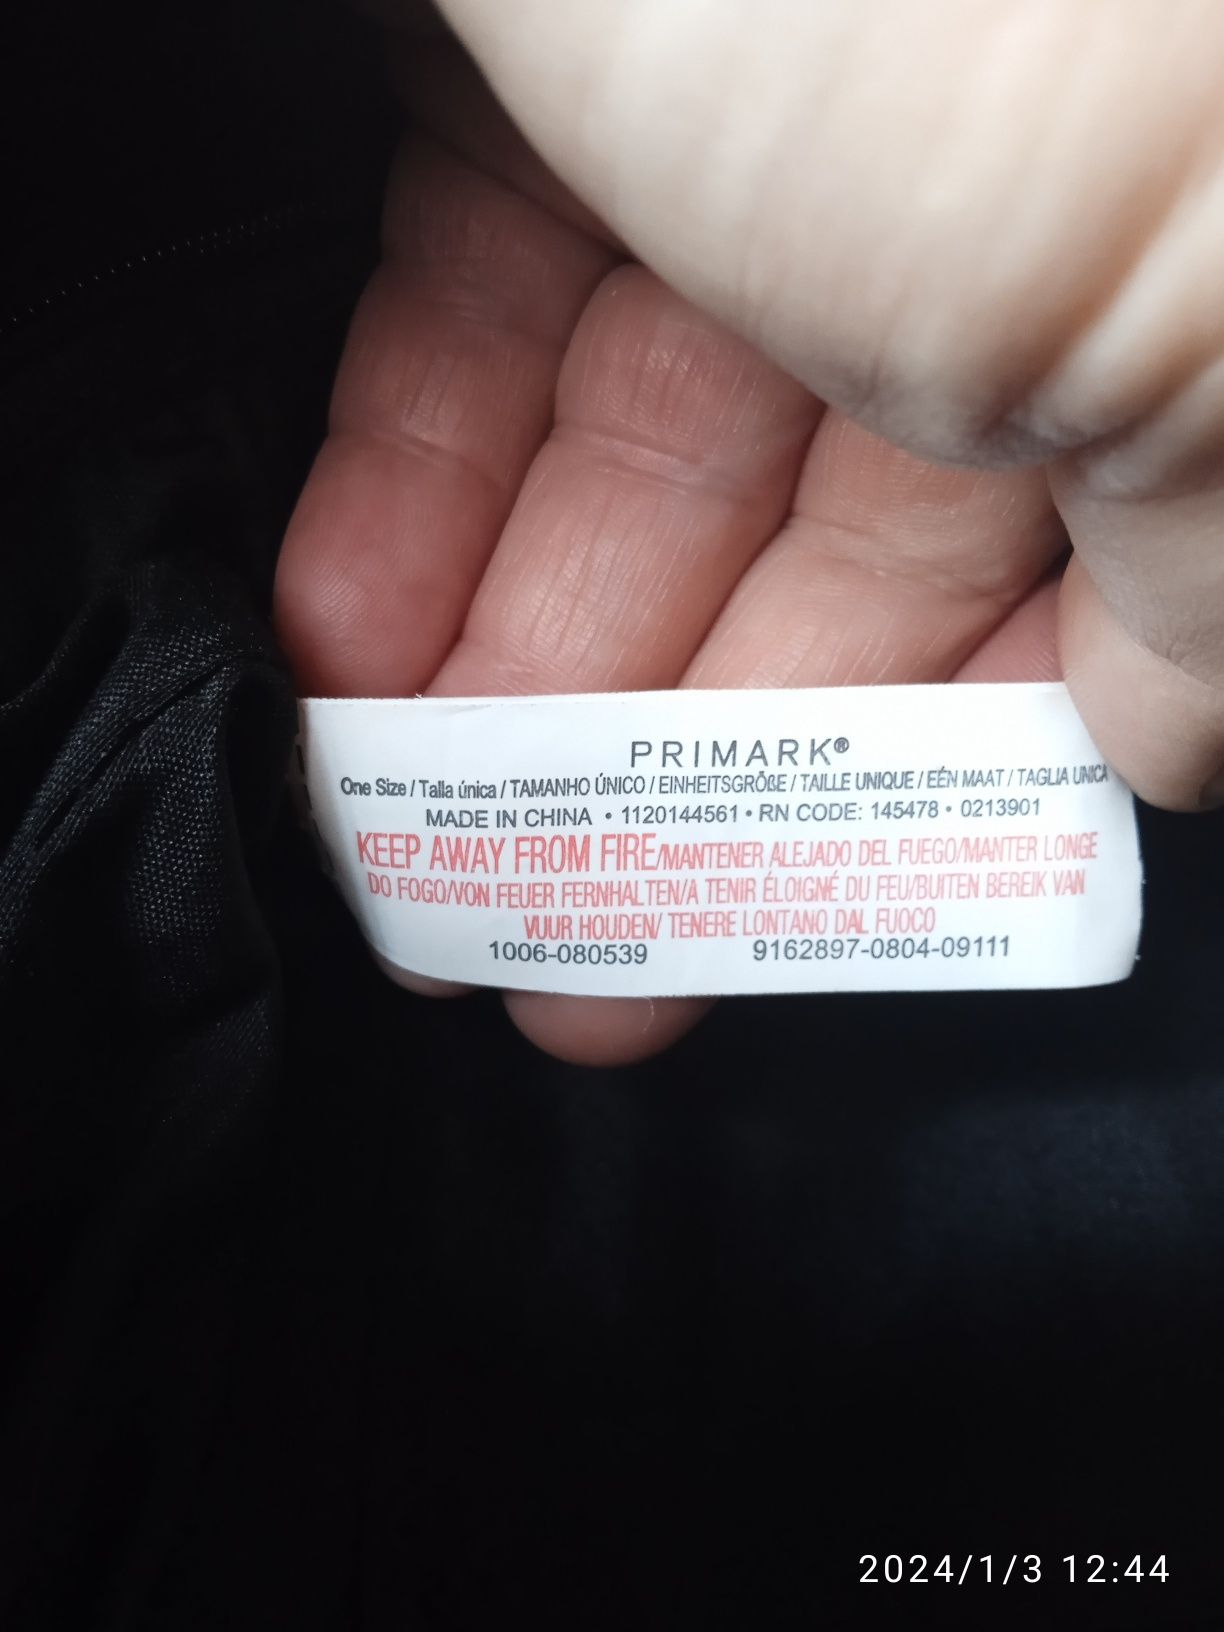 PRIMARK®
One Size / Talla única / TAMANHO ÚNICO / EINHEITSGRÖßE / TAILLE UNIQUE / EÉN MAAT / TAGLIA UNICA
MADE IN CHINA • 1120144561 • RN CODE: 145478 • 0213901
KEEP AWAY FROM FIRE/MANTENER ALEJADO DEL FUEGO/MANTER LONGE
DO FOGO/VON FEUER FERNHALTEN/A TENIR ÉLOIGNÉ DU FEU/BUITEN BEREIK VAN
VUUR HOUDEN/ TENERE LONTANO DAL FUOCO
1006-080539 9162897-0804-09111
2024/1/3 12:44